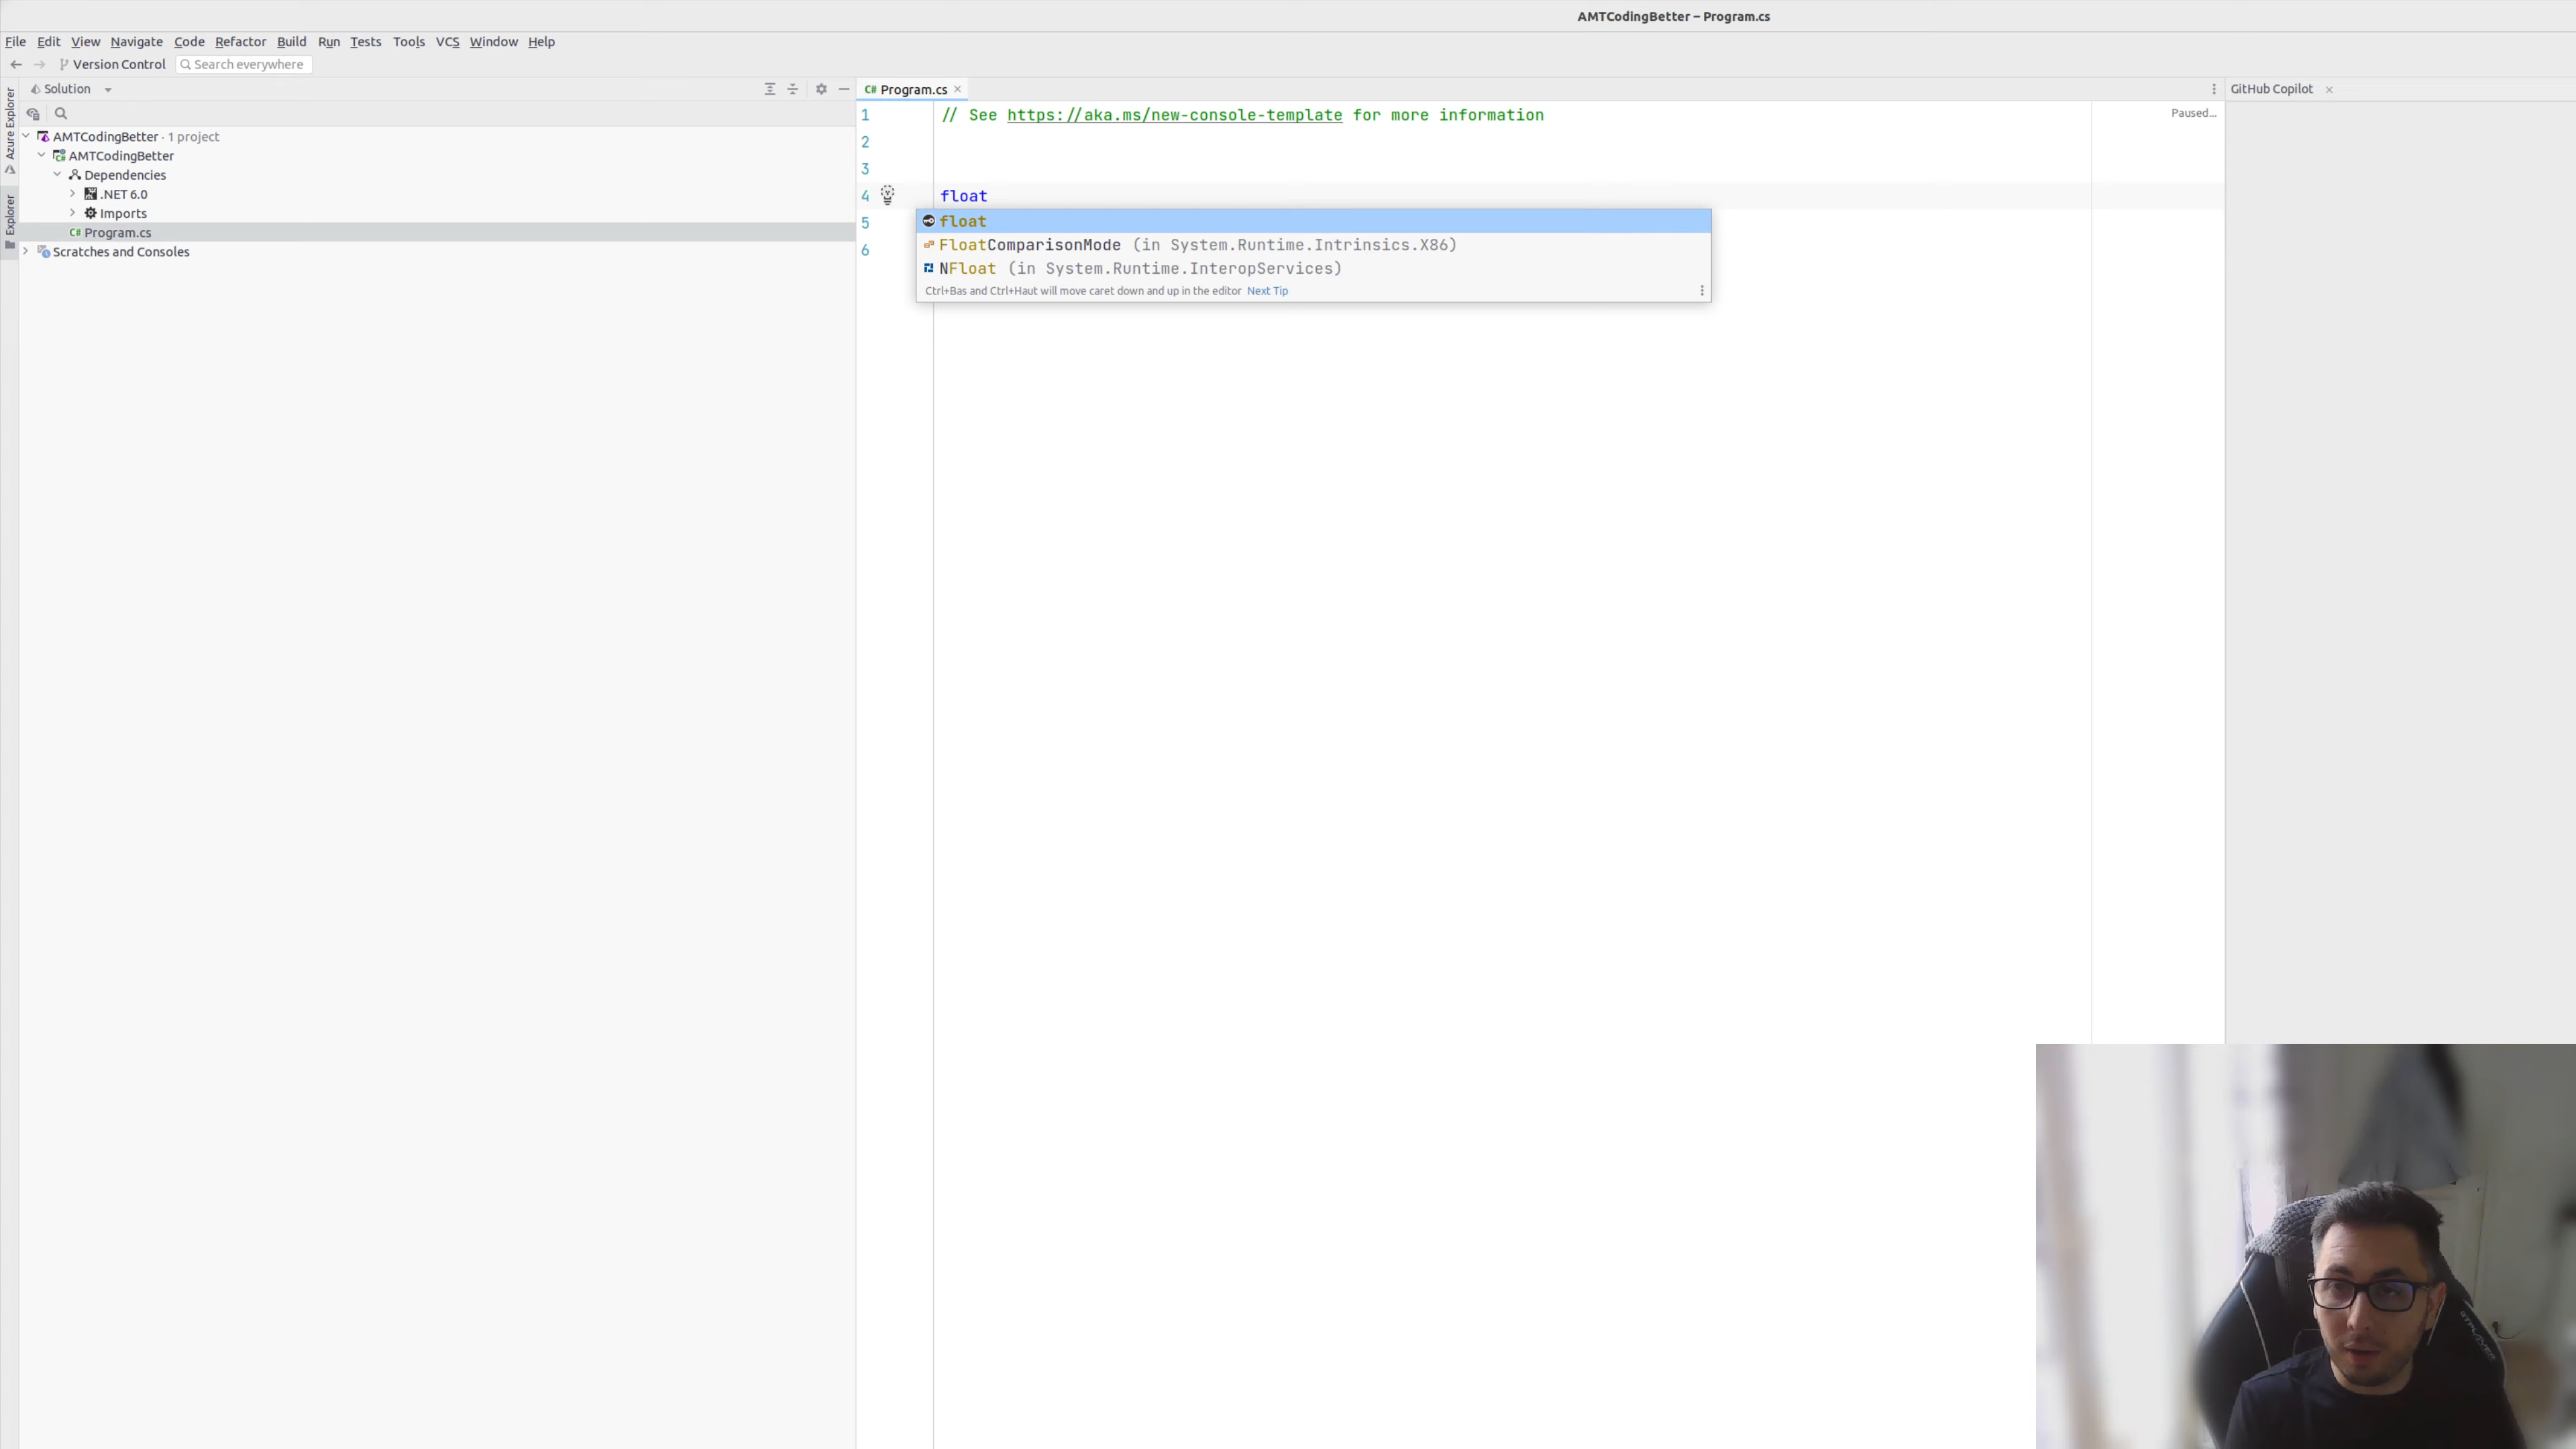 AMTCodingBetter – Program.cs
File Edit View Navigate Code Refactor Build Run Tests Tools VCS Window Help
Version Control Search everywhere
Solution
Program.cs
GitHub Copilot
Azure Explorer
Explorer
AMTCodingBetter · 1 project
AMTCodingBetter
Dependencies
.NET 6.0
Imports
C# Program.cs
Scratches and Consoles
1 // See https://aka.ms/new-console-template for more information
Paused...
2
3
4 float
5
6
float
FloatComparisonMode (in System.Runtime.Intrinsics.X86)
NFloat (in System.Runtime.InteropServices)
Ctrl+Bas and Ctrl+Haut will move caret down and up in the editor Next Tip